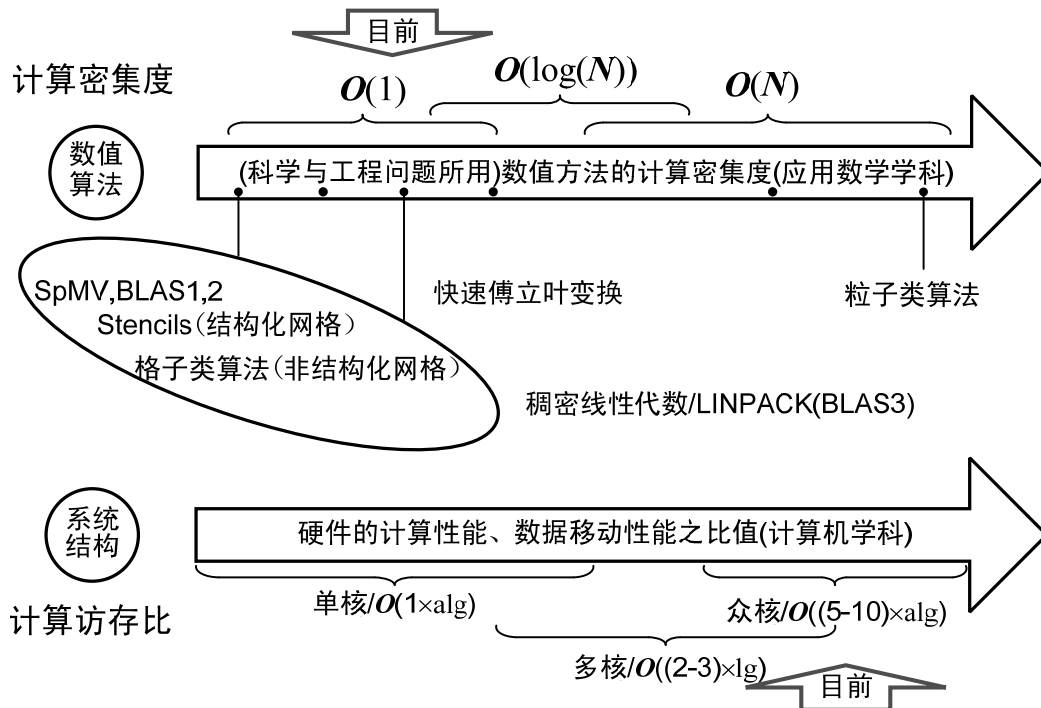 目前
计算密集度
O(1)
O(log(N))
O(N)
数值
算法
(科学与工程问题所用)数值方法的计算密集度(应用数学学科)
SpMV,BLAS1,2
Stencils(结构化网格)
格子类算法(非结构化网格)
快速傅立叶变换
粒子类算法
稠密线性代数/LINPACK(BLAS3)
系统
结构
硬件的计算性能、数据移动性能之比值(计算机学科)
计算访存比
单核/O(1×alg)
众核/O((5-10)×alg)
多核/O((2-3)×lg)
目前